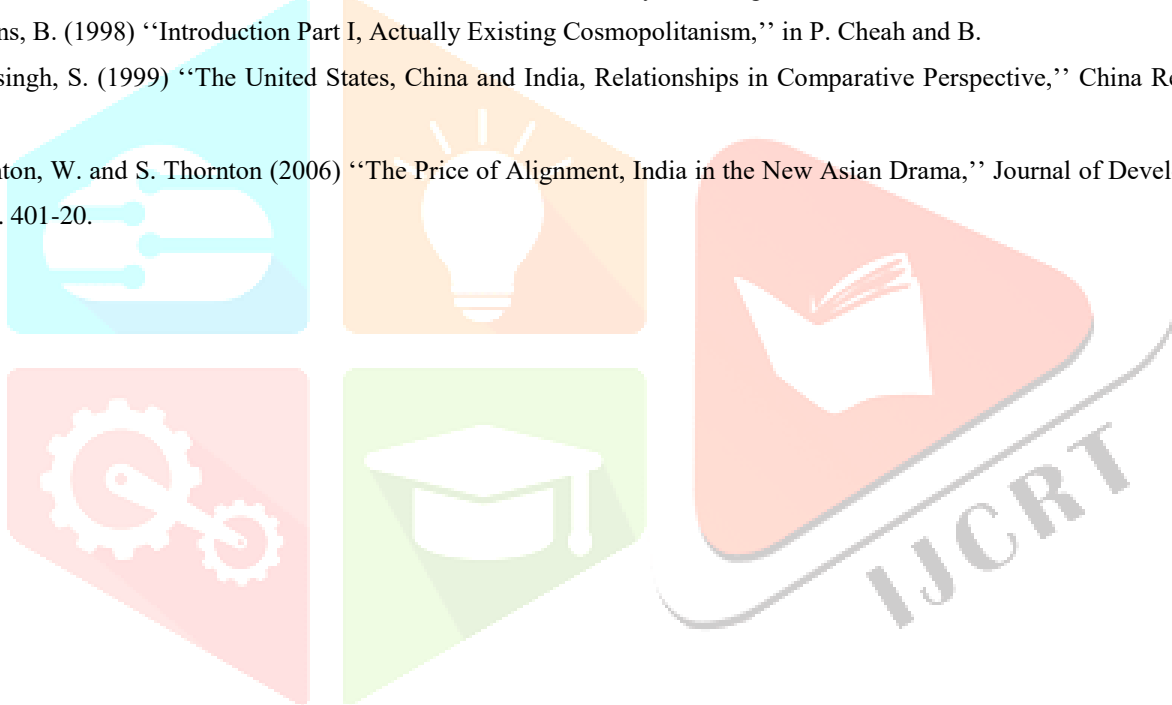 ns, B. (1998) ‘‘Introduction Part I, Actually Existing Cosmopolitanism,’’ in P. Cheah and B.
singh, S. (1999) ‘‘The United States, China and India, Relationships in Comparative Perspective,’’ China Re
ton, W. and S. Thornton (2006) ‘‘The Price of Alignment, India in the New Asian Drama,’’ Journal of Devel
. 401-20.
IJCRT